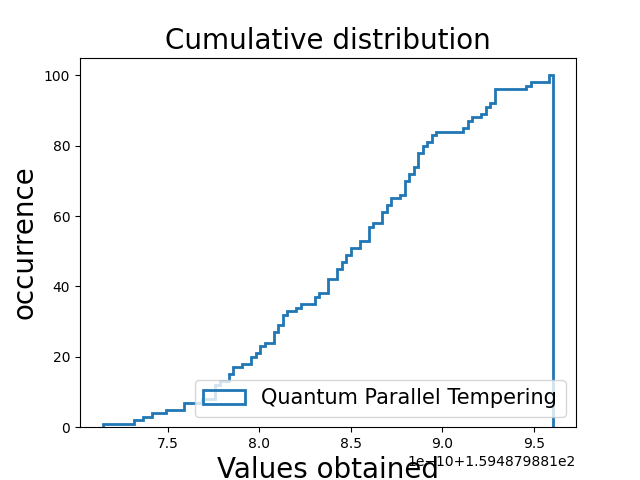 Cumulative distribution
100
80
60
40
20
0
occurrence
Quantum Parallel Tempering
7.5 8.0 8.5 9.0 9.5
1e−10+1.594879881e2
Values obtained